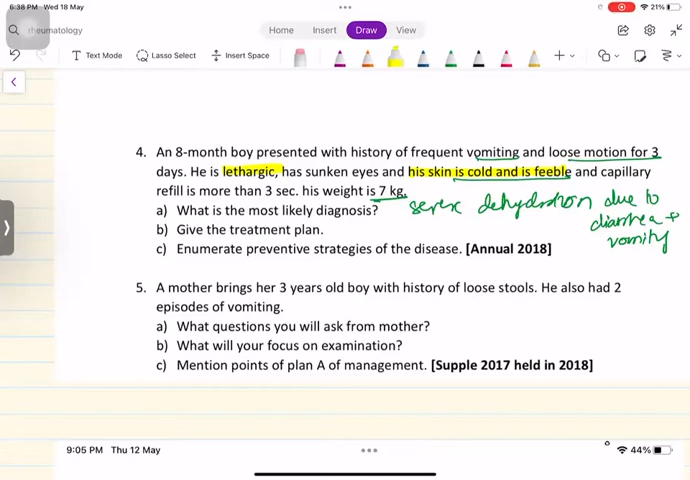 6:38 PM Wed 18 May
21%
rheumatology
Home Insert Draw View
Text Mode Lasso Select Insert Space
4. An 8-month boy presented with history of frequent vomiting and loose motion for 3
days. He is lethargic, has sunken eyes and his skin is cold and is feeble and capillary
refill is more than 3 sec. his weight is 7 kg.
severe dehydration due to
diarrhea +
vomity
a) What is the most likely diagnosis?
b) Give the treatment plan.
c) Enumerate preventive strategies of the disease. [Annual 2018]
5. A mother brings her 3 years old boy with history of loose stools. He also had 2
episodes of vomiting.
a) What questions you will ask from mother?
b) What will your focus on examination?
c) Mention points of plan A of management. [Supple 2017 held in 2018]
9:05 PM Thu 12 May
44%